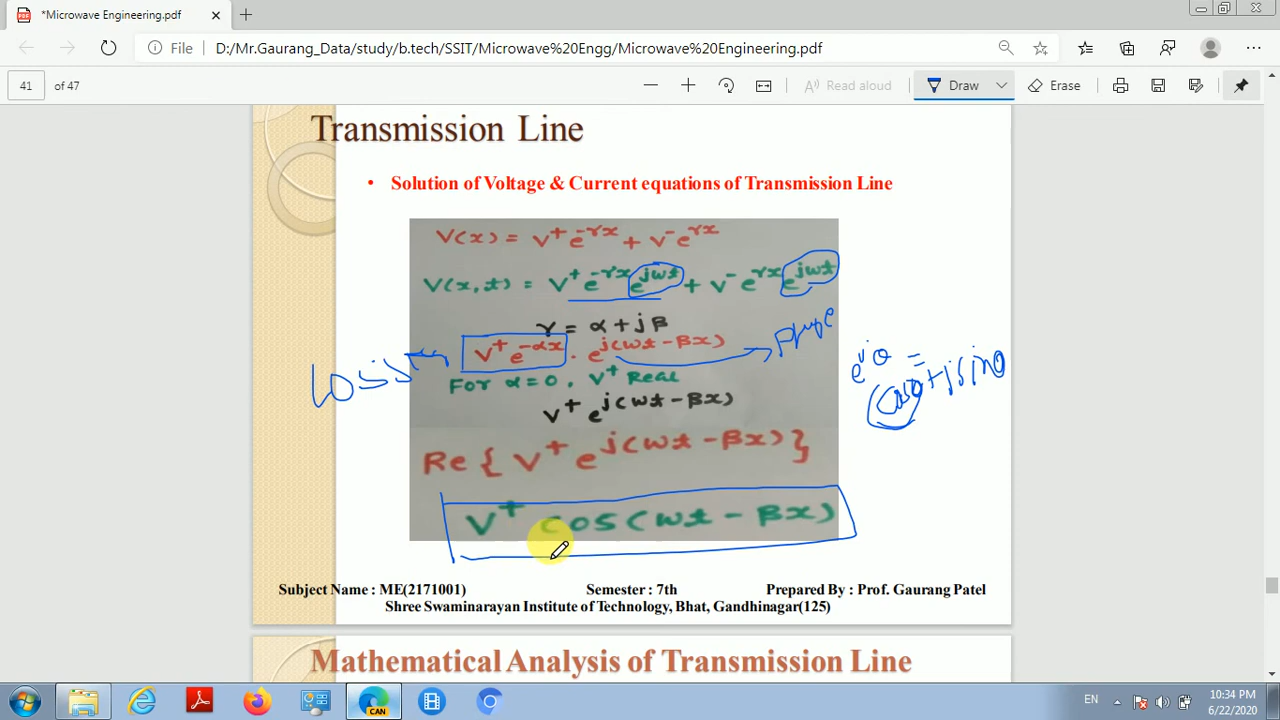 *Microwave Engineering.pdf
File D:/Mr.Gaurang_Data/study/b.tech/SSIT/Microwave%20Engg/Microwave%20Engineering.pdf
41 of 47 Read aloud Draw Erase
Transmission Line
• Solution of Voltage & Current equations of Transmission Line
V(x) = V⁺e^-γx + V⁻e^γx
V(x,t) = V⁺e^-γx e^jωt + V⁻e^γx e^jωt
γ = α + jβ
V⁺e^-αx . e^j(ωt - βx)
Loss
For α = 0, V⁺ Real
e^jθ = cosθ + j sinθ
V⁺ e^j(ωt - βx)
Re { V⁺ e^j(ωt - βx) }
V⁺ cos(ωt - βx)
Subject Name : ME(2171001) Semester : 7th Prepared By : Prof. Gaurang Patel
Shree Swaminarayan Institute of Technology, Bhat, Gandhinagar(125)
Mathematical Analysis of Transmission Line
CAN
EN 10:34 PM
6/22/2020